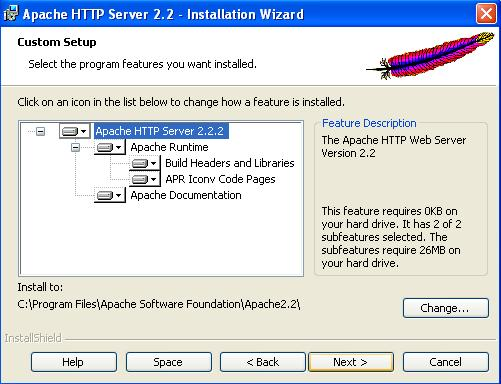 Apache HTTP Server 2.2 - Installation Wizard
Custom Setup
Select the program features you want installed.
Click on an icon in the list below to change how a feature is installed.
Apache HTTP Server 2.2.2
Apache Runtime
Build Headers and Libraries
APR Iconv Code Pages
Apache Documentation
Feature Description
The Apache HTTP Web Server
Version 2.2
This feature requires 0KB on
your hard drive. It has 2 of 2
subfeatures selected. The
subfeatures require 26MB on
your hard drive.
Install to:
C:\Program Files\Apache Software Foundation\Apache2.2\
Change...
InstallShield
Help
Space
< Back
Next >
Cancel